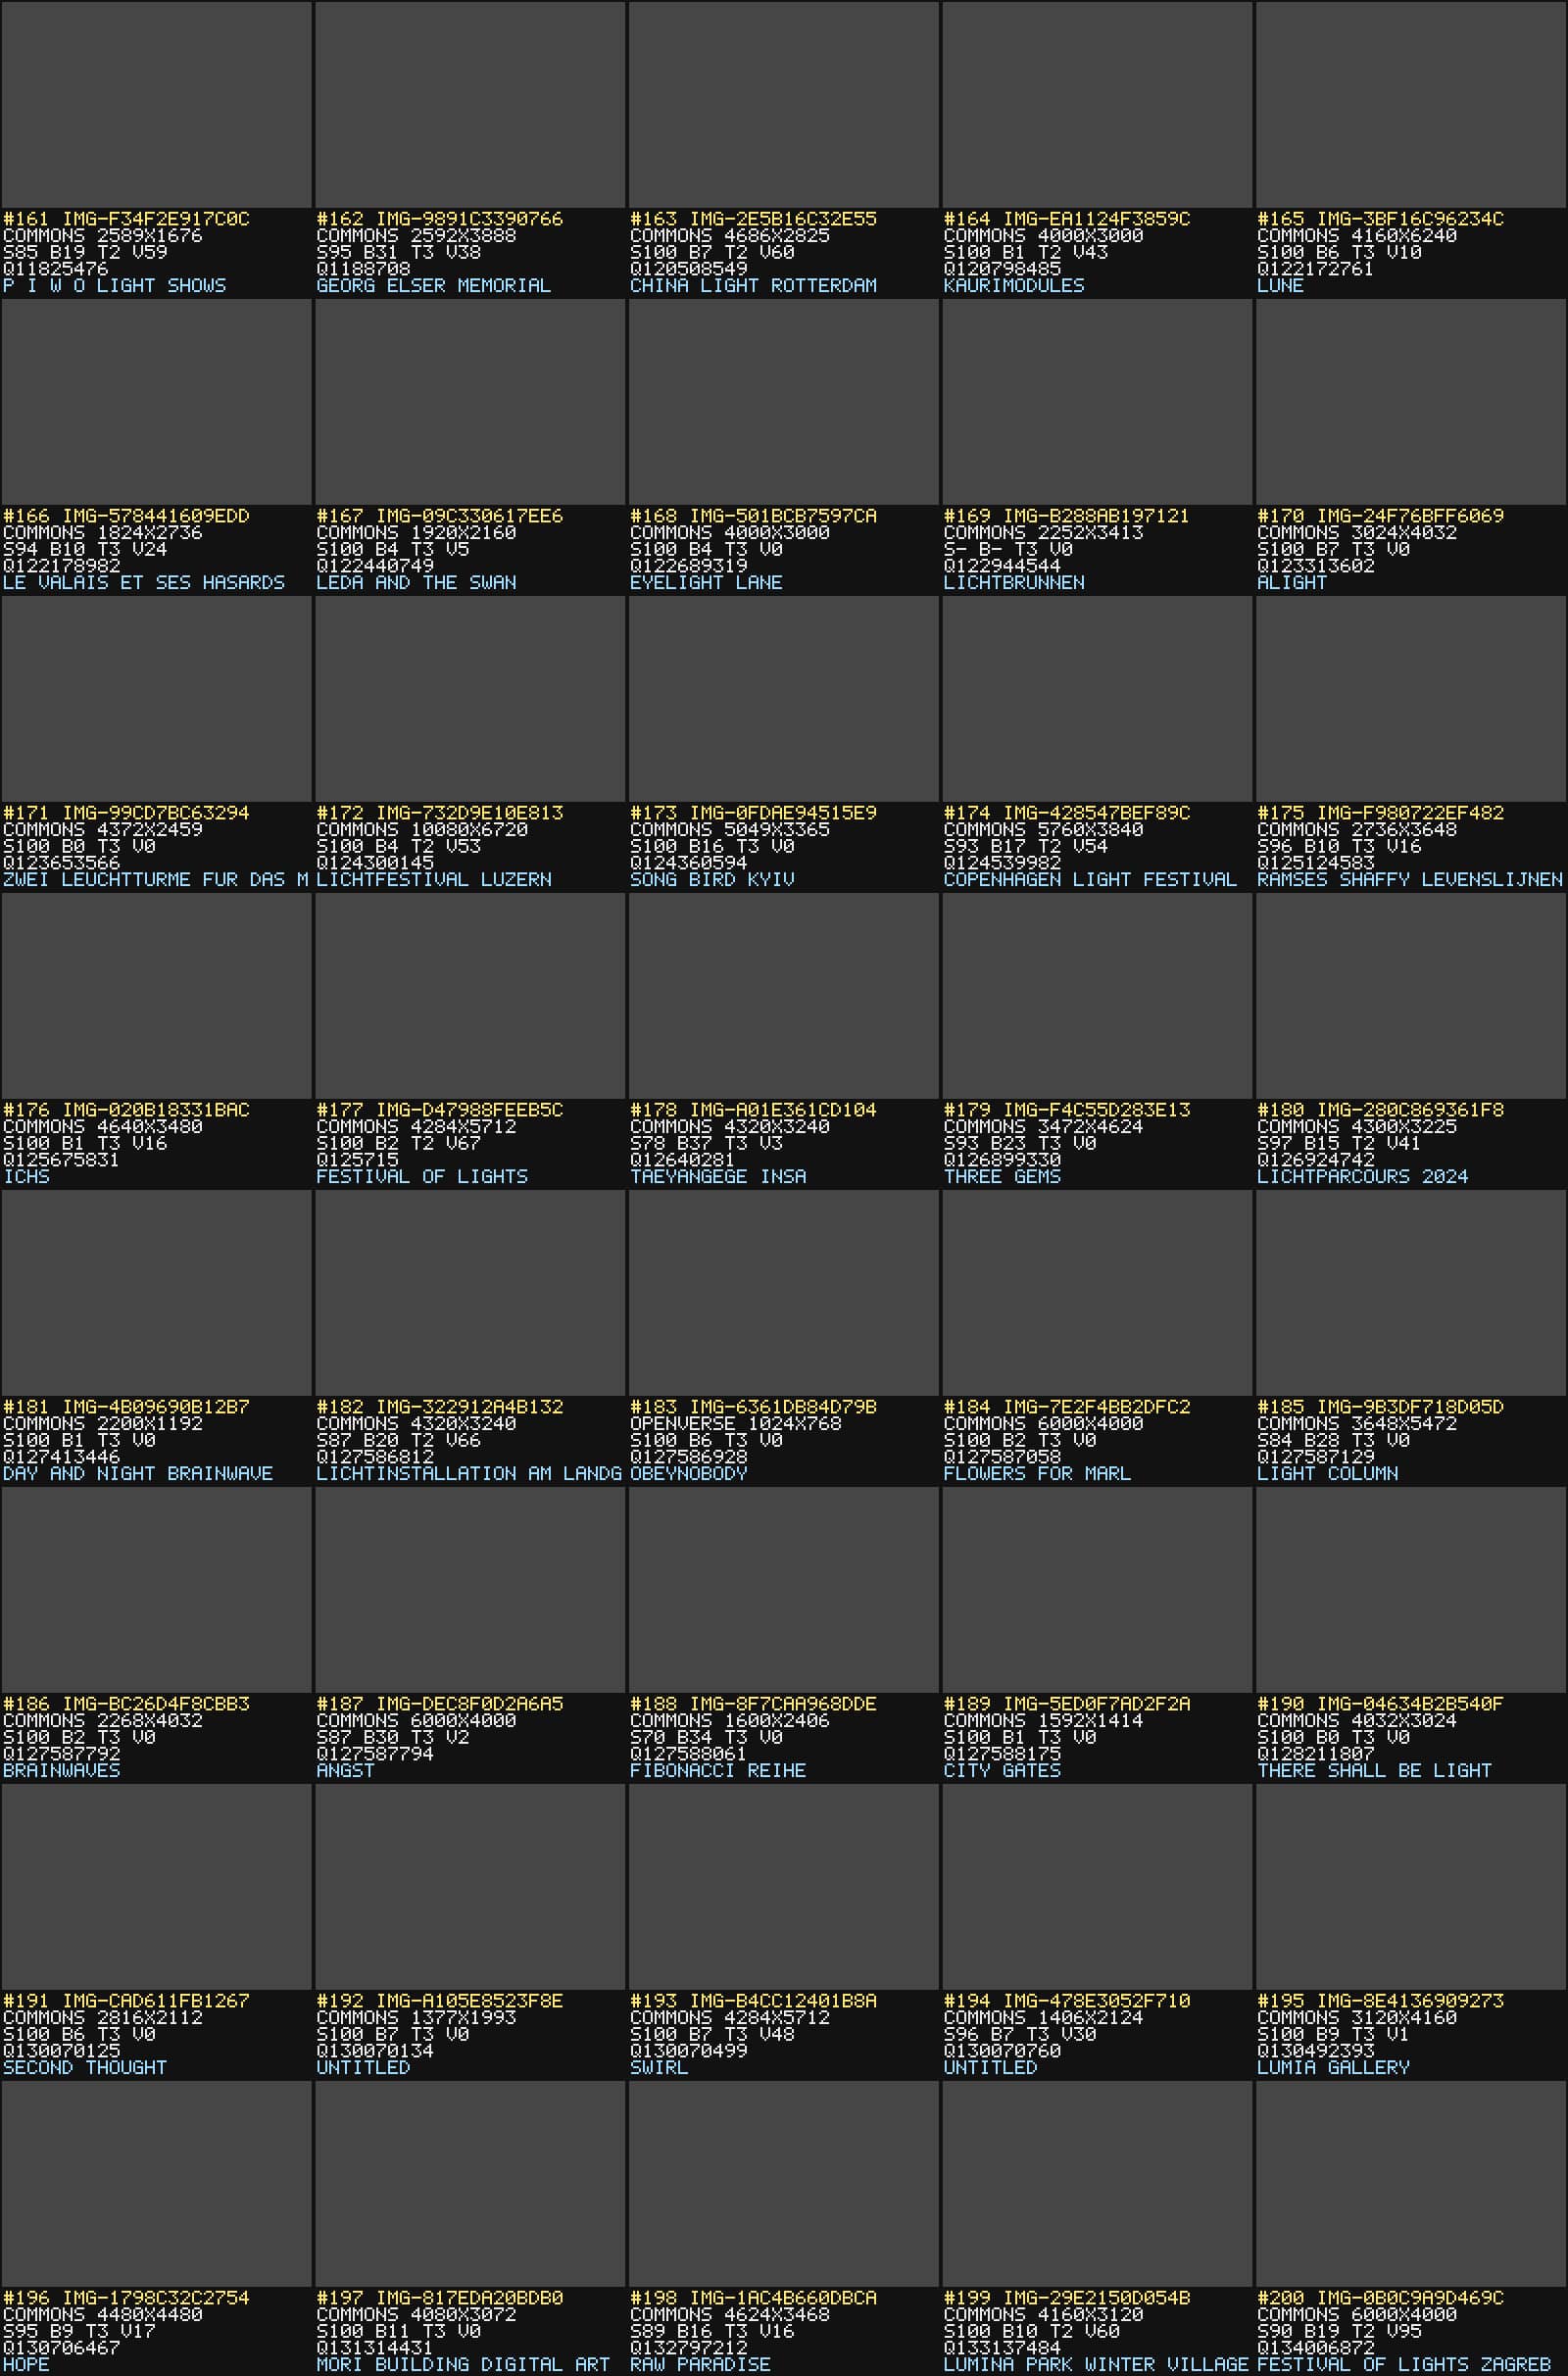 #161 IMG-F34F2E917C0C
COMMONS 2589X1676
S85 B19 T2 V59
Q11825476
P I W O LIGHT SHOWS
#162 IMG-9891C3390766
COMMONS 2592X3888
S95 B31 T3 V38
Q1188708
GEORG ELSER MEMORIAL
#163 IMG-2E5B16C32E55
COMMONS 4686X2825
S100 B7 T2 V60
Q120508549
CHINA LIGHT ROTTERDAM
#164 IMG-EA1124F3859C
COMMONS 4000X3000
S100 B1 T2 V43
Q120798485
KAURIMODULES
#165 IMG-3BF16C96234C
COMMONS 4160X6240
S100 B6 T3 V10
Q122172761
LUNE
#166 IMG-578441609EDD
COMMONS 1824X2736
S94 B10 T3 V24
Q122178982
LE VALAIS ET SES HASARDS
#167 IMG-09C330617EE6
COMMONS 1920X2160
S100 B4 T3 V5
Q122440749
LEDA AND THE SWAN
#168 IMG-501BCB7597CA
COMMONS 4000X3000
S100 B4 T3 V0
Q122689319
EYELIGHT LANE
#169 IMG-B288AB197121
COMMONS 2252X3413
S- B- T3 V0
Q122944544
LICHTBRUNNEN
#170 IMG-24F76BFF6069
COMMONS 3024X4032
S100 B7 T3 V0
Q123313602
ALIGHT
#171 IMG-99CD7BC63294
COMMONS 4372X2459
S100 B0 T3 V0
Q123653566
ZWEI LEUCHTTURME FUR DAS M
#172 IMG-732D9E10E813
COMMONS 10080X6720
S100 B4 T2 V53
Q124300145
LICHTFESTIVAL LUZERN
#173 IMG-0FDAE94515E9
COMMONS 5049X3365
S100 B16 T3 V0
Q124360594
SONG BIRD KYIV
#174 IMG-428547BEF89C
COMMONS 5760X3840
S93 B17 T2 V54
Q124539982
COPENHAGEN LIGHT FESTIVAL
#175 IMG-F980722EF482
COMMONS 2736X3648
S96 B10 T3 V16
Q125124583
RAMSES SHAFFY LEVENSLIJNEN
#176 IMG-020B18331BAC
COMMONS 4640X3480
S100 B1 T3 V16
Q125675831
ICHS
#177 IMG-D47988FEEB5C
COMMONS 4284X5712
S100 B2 T2 V67
Q125715
FESTIVAL OF LIGHTS
#178 IMG-A01E361CD104
COMMONS 4320X3240
S78 B37 T3 V3
Q12640281
TAEYANGEGE INSA
#179 IMG-F4C55D283E13
COMMONS 3472X4624
S93 B23 T3 V0
Q126899330
THREE GEMS
#180 IMG-280C869361F8
COMMONS 4300X3225
S97 B15 T2 V41
Q126924742
LICHTPARCOURS 2024
#181 IMG-4B09690B12B7
COMMONS 2200X1192
S100 B1 T3 V0
Q127413446
DAY AND NIGHT BRAINWAVE
#182 IMG-322912A4B132
COMMONS 4320X3240
S87 B20 T2 V66
Q127586812
LICHTINSTALLATION AM LANDG
#183 IMG-6361DB84D79B
OPENVERSE 1024X768
S100 B6 T3 V0
Q127586928
OBEYNOBODY
#184 IMG-7E2F4BB2DFC2
COMMONS 6000X4000
S100 B2 T3 V0
Q127587058
FLOWERS FOR MARL
#185 IMG-9B3DF718D05D
COMMONS 3648X5472
S84 B28 T3 V0
Q127587129
LIGHT COLUMN
#186 IMG-BC26D4F8CBB3
COMMONS 2268X4032
S100 B2 T3 V0
Q127587792
BRAINWAVES
#187 IMG-DEC8F0D2A6A5
COMMONS 6000X4000
S87 B30 T3 V2
Q127587794
ANGST
#188 IMG-8F7CAA968DDE
COMMONS 1600X2406
S70 B34 T3 V0
Q127588061
FIBONACCI REIHE
#189 IMG-5ED0F7AD2F2A
COMMONS 1592X1414
S100 B1 T3 V0
Q127588175
CITY GATES
#190 IMG-04634B2B540F
COMMONS 4032X3024
S100 B0 T3 V0
Q128211807
THERE SHALL BE LIGHT
#191 IMG-CAD611FB1267
COMMONS 2816X2112
S100 B6 T3 V0
Q130070125
SECOND THOUGHT
#192 IMG-A105E8523F8E
COMMONS 1377X1993
S100 B7 T3 V0
Q130070134
UNTITLED
#193 IMG-B4CC12401B8A
COMMONS 4284X5712
S100 B7 T3 V48
Q130070499
SWIRL
#194 IMG-478E3052F710
COMMONS 1406X2124
S96 B7 T3 V30
Q130070760
UNTITLED
#195 IMG-8E4136909273
COMMONS 3120X4160
S100 B9 T3 V1
Q130492393
LUMIA GALLERY
#196 IMG-1798C32C2754
COMMONS 4480X4480
S95 B9 T3 V17
Q130706467
HOPE
#197 IMG-817EDA20BDB0
COMMONS 4080X3072
S100 B11 T3 V0
Q131314431
MORI BUILDING DIGITAL ART
#198 IMG-1AC4B660DBCA
COMMONS 4624X3468
S89 B16 T3 V16
Q132797212
RAW PARADISE
#199 IMG-29E2150D054B
COMMONS 4160X3120
S100 B10 T2 V60
Q133137484
LUMINA PARK WINTER VILLAGE
#200 IMG-0B0C9A9D469C
COMMONS 6000X4000
S90 B19 T2 V95
Q134006872
FESTIVAL OF LIGHTS ZAGREB